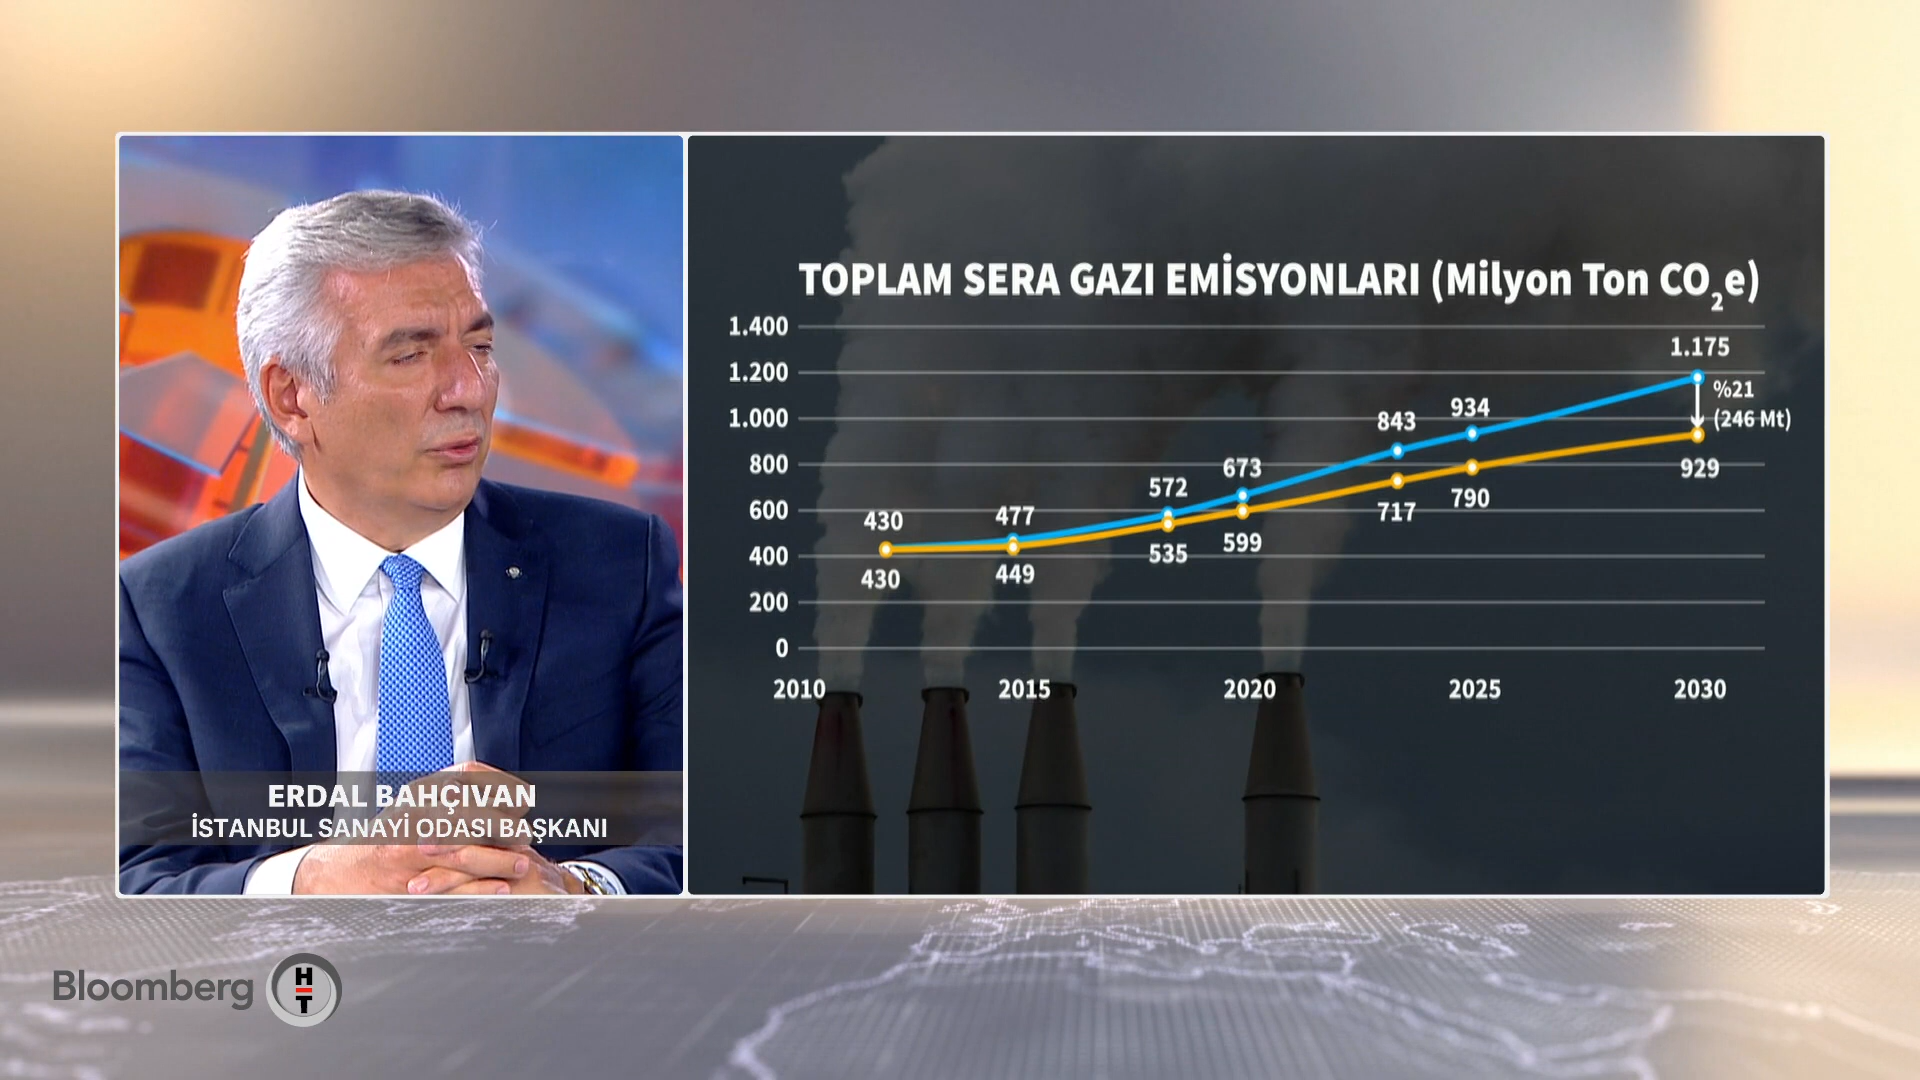 TOPLAM SERA GAZI EMİSYONLARI (Milyon Ton CO₂e)
1.400
1.200
1.000
800
600
400
200
0
2010 2015 2020 2025 2030
430 477 572 673 843 934 1.175
430 449 535 599 717 790 929
%21
(246 Mt)
ERDAL BAHÇIVAN
İSTANBUL SANAYİ ODASI BAŞKANI
Bloomberg HT